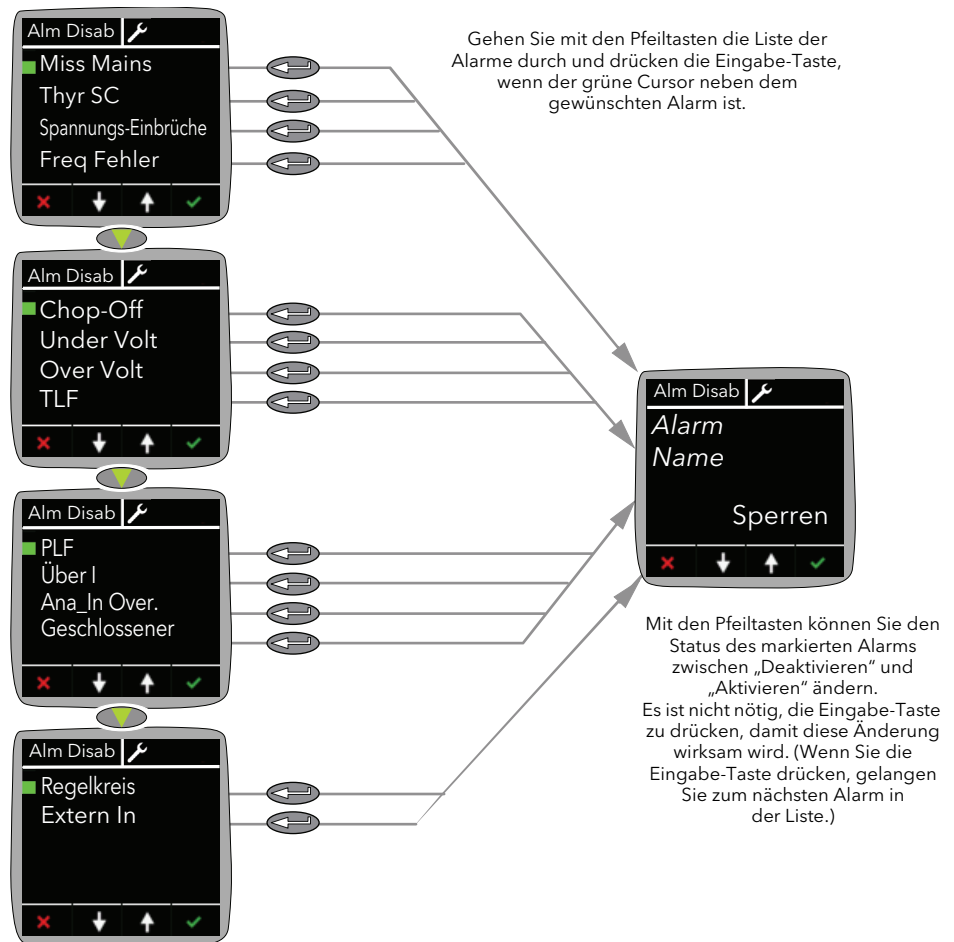 Alm Disab
Miss Mains
Thyr SC
Spannungs-Einbrüche
Freq Fehler
Gehen Sie mit den Pfeiltasten die Liste der
Alarme durch und drücken die Eingabe-Taste,
wenn der grüne Cursor neben dem
gewünschten Alarm ist.
Alm Disab
Chop-Off
Under Volt
Over Volt
TLF
Alm Disab
PLF
Über I
Ana_In Over.
Geschlossener
Alm Disab
Regelkreis
Extern In
Alm Disab
Alarm
Name
Sperren
Mit den Pfeiltasten können Sie den
Status des markierten Alarms
zwischen „Deaktivieren“ und
„Aktivieren“ ändern.
Es ist nicht nötig, die Eingabe-Taste
zu drücken, damit diese Änderung
wirksam wird. (Wenn Sie die
Eingabe-Taste drücken, gelangen
Sie zum nächsten Alarm in
der Liste.)